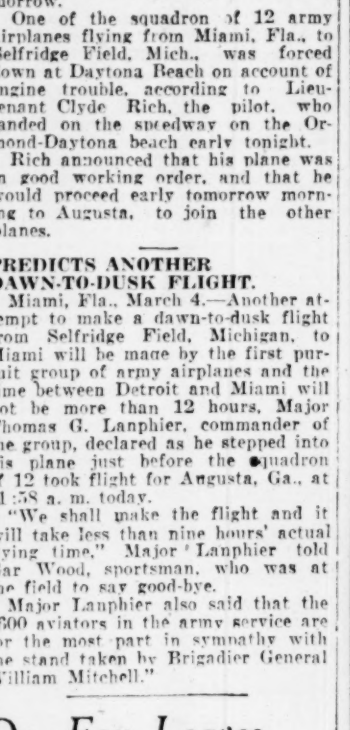 morrow.
One of the squadron of 12 army
airplanes flying from Miami, Fla., to
Selfridge Field, Mich., was forced
down at Daytona Beach on account of
engine trouble, according to Lieu-
tenant Clyde Rich, the pilot, who
landed on the speedway on the Or-
mond-Daytona beach early tonight.
Rich announced that his plane was
in good working order, and that he
would proceed early tomorrow morn-
ing to Augusta, to join the other
planes.
PREDICTS ANOTHER
DAWN-TO-DUSK FLIGHT.
Miami, Fla., March 4.—Another at-
tempt to make a dawn-to-dusk flight
from Selfridge Field, Michigan, to
Miami will be made by the first pur-
suit group of army airplanes and the
time between Detroit and Miami will
not be more than 12 hours, Major
Thomas G. Lanphier, commander of
the group, declared as he stepped into
his plane just before the squadron
of 12 took flight for Augusta, Ga., at
11:58 a. m. today.
"We shall make the flight and it
will take less than nine hours' actual
flying time," Major Lanphier told
Gar Wood, sportsman, who was at
the field to say good-bye.
Major Lanphier also said that the
600 aviators in the army service are
for the most part in sympathy with
the stand taken by Brigadier General
William Mitchell."